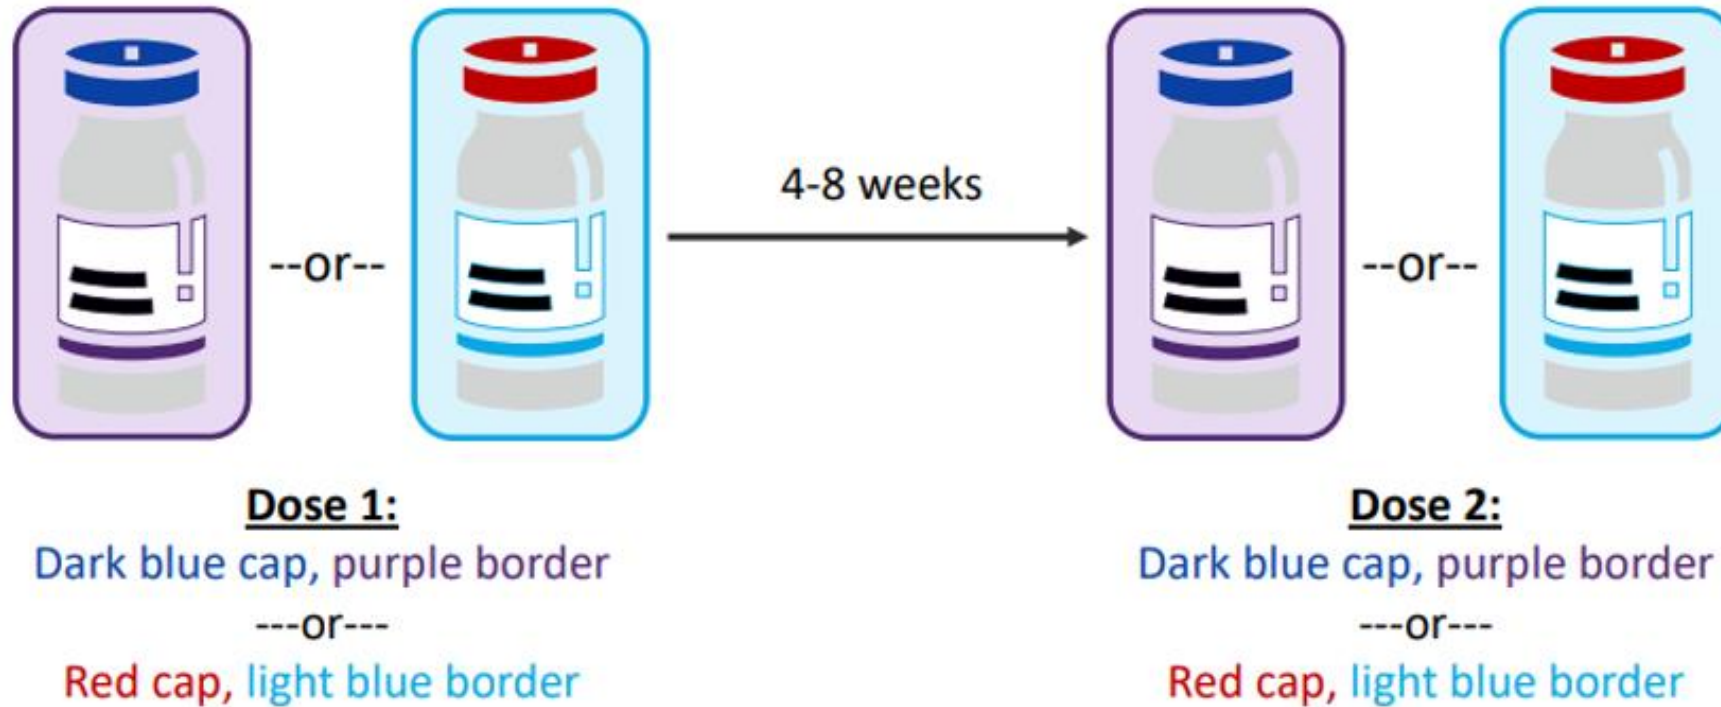 --or--
4-8 weeks
--or--
Dose 1:
Dark blue cap, purple border
---or---
Red cap, light blue border
Dose 2:
Dark blue cap, purple border
---or---
Red cap, light blue border